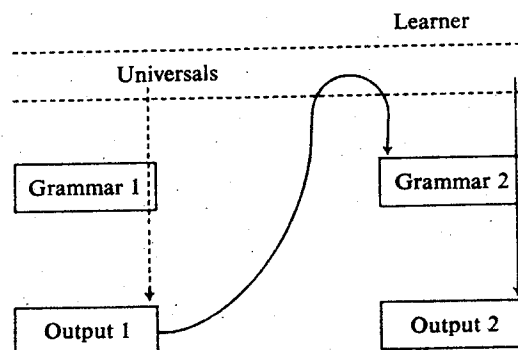 Learner
Universals
Grammar 1
Grammar 2
Output 1
Output 2